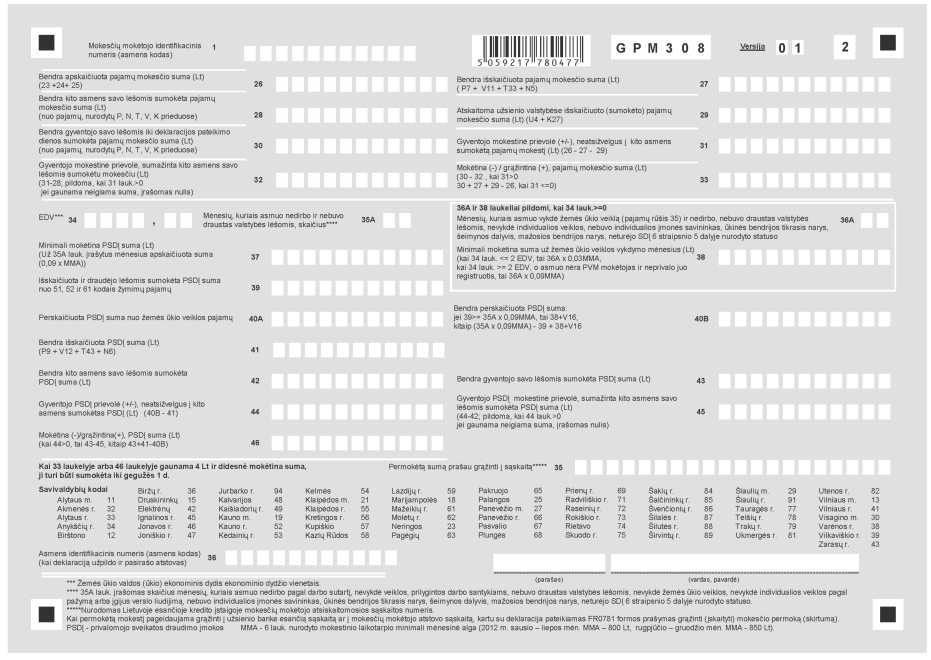 Mokesčių mokėtojo identifikacinis 1
numeris (asmens kodas)
5 059217 780477
GPM308
Versija 01 2
Bendra apskaičiuota pajamų mokesčio suma (Lt)
(23 +24+ 25) 26
Bendra išskaičiuota pajamų mokesčio suma (Lt) 27
( P7 + V11 + T33 + N5)
Bendra kito asmens savo lėšomis sumokėta pajamų
mokesčio suma (Lt) 28
(nuo pajamų, nurodytų P, N, T, V, K prieduose)
Atskaitoma užsienio valstybėse išskaičiuoto (sumokėto) pajamų 29
mokesčio suma (Lt) (U4 + K27)
Bendra gyventojo savo lėšomis iki deklaracijos pateikimo
dienos sumokėta pajamų mokesčio suma (Lt) 30
(nuo pajamų, nurodytų P, N, T, V, K prieduose)
Gyventojo mokestinė prievolė (+/-), neatsižvelgus į kito asmens 31
sumokėtą pajamų mokestį (Lt) (26 - 27 - 29)
Gyventojo mokestinė prievolė, sumažinta kito asmens savo
lėšomis sumokėtu mokesčiu (Lt) 32
(31-28; pildoma, kai 31 lauk.>0
jei gaunama neigiama suma, įrašomas nulis)
Mokėtina (-) / grąžintina (+), pajamų mokesčio suma (Lt)
(30 - 32 , kai 31>0 33
30 + 27 + 29 - 26, kai 31 <=0)
EDV*** 34 ,
Mėnesių, kuriais asmuo nedirbo ir nebuvo 35A
draustas valstybės lėšomis, skaičius****
36A ir 38 laukeliai pildomi, kai 34 lauk.>=0
Mėnesių, kuriais asmuo vykdė žemės ūkio veiklą (pajamų rūšis 35) ir nedirbo, nebuvo draustas valstybės 36A
lėšomis, nevykdė individualios veiklos, nebuvo individualios įmonės savininkas, ūkinės bendrijos tikrasis narys,
šeimynos dalyvis, mažosios bendrijos narys, neturėjo SDĮ 6 straipsnio 5 dalyje nurodyto statuso
Minimali mokėtina PSDĮ suma (Lt)
(Už 35A lauk. įrašytus mėnesius apskaičiuota suma 37
(0,09 x MMA))
Minimali mokėtina suma už žemės ūkio veiklos vykdymo mėnesius (Lt)
(kai 34 lauk. <= 2 EDV, tai 36A x 0,03MMA, 38
kai 34 lauk. >= 2 EDV, o asmuo nėra PVM mokėtojas ir neprivalo juo
registruotis, tai 36A x 0,09MMA)
Išskaičiuota ir draudėjo lėšomis sumokėta PSDĮ suma
nuo 51, 52 ir 61 kodais žymimų pajamų 39
Perskaičiuota PSDĮ suma nuo žemės ūkio veiklos pajamų 40A
Bendra perskaičiuota PSDĮ suma:
jei 39>= 35A x 0,09MMA, tai 38+V16, 40B
kitaip (35A x 0,09MMA) - 39 + 38+V16
Bendra išskaičiuota PSDĮ suma (Lt)
(P9 + V12 + T43 + N6) 41
Bendra kito asmens savo lėšomis sumokėta
PSDĮ suma (Lt) 42
Bendra gyventojo savo lėšomis sumokėta PSDĮ suma (Lt) 43
Gyventojo PSDĮ prievolė (+/-), neatsižvelgus į kito
asmens sumokėtas PSDĮ (Lt) (40B - 41) 44
Gyventojo PSDĮ mokestinė prievolė, sumažinta kito asmens savo
lėšomis sumokėta PSDĮ suma (Lt) 45
(44-42; pildoma, kai 44 lauk.>0
jei gaunama neigiama suma, įrašomas nulis)
Mokėtina (-)/grąžintina(+), PSDĮ suma (Lt)
(kai 44>0, tai 43-45, kitaip 43+41-40B) 46
Kai 33 laukelyje arba 46 laukelyje gaunama 4 Lt ir didesnė mokėtina suma,
ji turi būti sumokėta iki gegužės 1 d.
Permokėtą sumą prašau grąžinti į sąskaitą***** 35
Savivaldybių kodai Biržų r. 36 Jurbarko r. 94 Kelmės 54 Lazdijų r. 59 Pakruojo 65 Prienų r. 69 Šakių r. 84 Šiaulių m. 29 Utenos r. 82
Alytaus m. 11 Druskininkų 15 Kalvarijos 48 Klaipėdos m. 21 Marijampolės 18 Palangos 25 Radviliškio r. 71 Šalčininkų r. 85 Šiaulių r. 91 Vilniaus m. 13
Akmenės r. 32 Elektrėnų 42 Kaišiadorių r. 49 Klaipėdos r. 55 Mažeikių r. 61 Panevėžio m. 27 Raseinių r. 72 Švenčionių r. 86 Tauragės r. 77 Vilniaus r. 41
Alytaus r. 33 Ignalinos r. 45 Kauno m. 19 Kretingos r. 56 Molėtų r. 62 Panevėžio r. 66 Rokiškio r. 73 Šilalės r. 87 Telšių r. 78 Visagino m. 30
Anykščių r. 34 Jonavos r. 46 Kauno r. 52 Kupiškio 57 Neringos 23 Pasvalio 67 Rietavo 74 Šilutės r. 88 Trakų r. 79 Varėnos r. 38
Birštono 12 Joniškio r. 47 Kėdainių r. 53 Kazlų Rūdos 58 Pagėgių 63 Plungės 68 Skuodo r. 75 Širvintų r. 89 Ukmergės r. 81 Vilkaviškio r. 39
Zarasų r. 43
Asmens identifikacinis numeris (asmens kodas) 36
(kai deklaraciją užpildo ir pasirašo atstovas)
(parašas) (vardas, pavardė)
*** Žemės ūkio valdos (ūkio) ekonominis dydis ekonominio dydžio vienetais.
**** 35A lauk. įrašomas skaičius mėnesių, kuriais asmuo nedirbo pagal darbo sutartį, nevykdė veiklos, prilygintos darbo santykiams, nebuvo draustas valstybės lėšomis, nevykdė žemės ūkio veiklos, nevykdė individualios veiklos pagal
pažymą arba įgijus verslo liudijimą, nebuvo individualios įmonės savininkas, ūkinės bendrijos tikrasis narys, šeimynos dalyvis, mažosios bendrijos narys, neturėjo SDĮ 6 straipsnio 5 dalyje nurodyto statuso.
*****Nurodomas Lietuvoje esančioje kredito įstaigoje mokesčių mokėtojo atsiskaitomosios sąskaitos numeris.
Kai permokėtą mokestį pageidaujama grąžinti į užsienio banke esančią sąskaitą ar į mokesčių mokėtojo atstovo sąskaitą, kartu su deklaracija pateikiamas FR0781 formos prašymas grąžinti (įskaityti) mokesčio permoką (skirtumą).
PSDĮ - privalomojo sveikatos draudimo įmokos MMA - 6 lauk. nurodyto mokestinio laikotarpio minimali mėnesinė alga (2012 m. sausio – liepos mėn. MMA – 800 Lt, rugpjūčio – gruodžio mėn. MMA - 850 Lt).